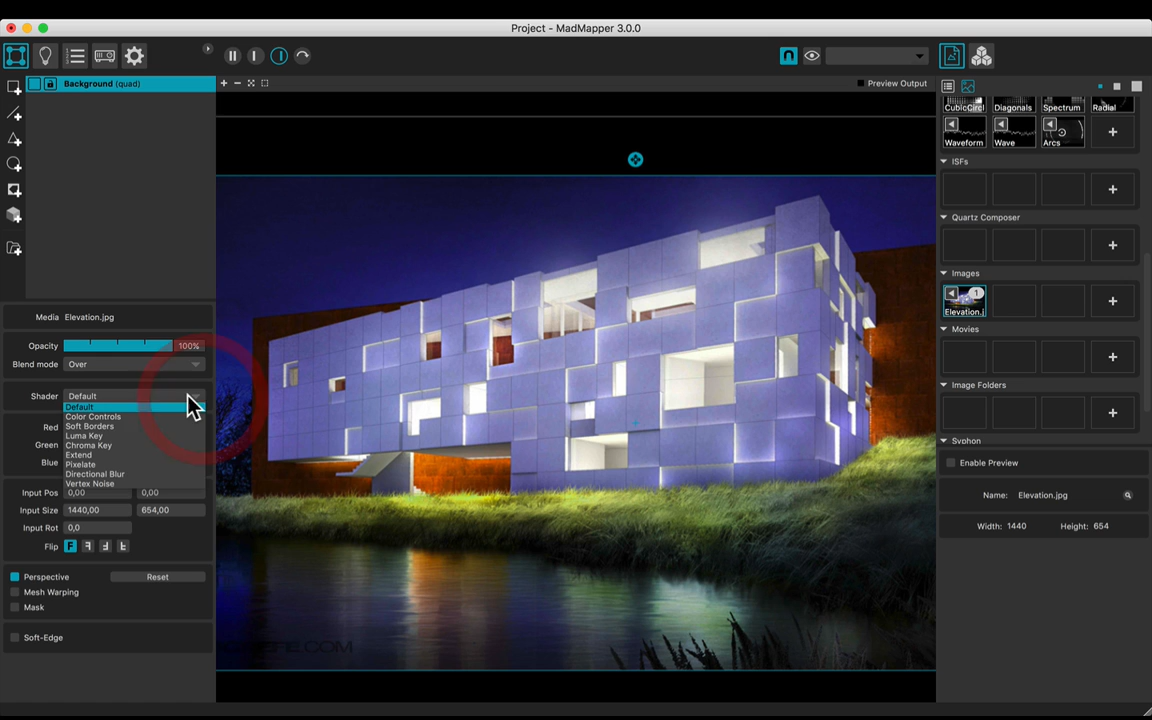 Project - MadMapper 3.0.0
Background (quad)
Preview Output
CubicCircl Diagonals Spectrum Radial
Waveform Wave Arcs
ISFs
Quartz Composer
Images
Elevation.j
1
Movies
Image Folders
Syphon
Enable Preview
Name: Elevation.jpg
Width: 1440 Height: 654
Media Elevation.jpg
Opacity 100%
Blend mode Over
Shader Default
Default
Color Controls
Soft Borders
Luma Key
Chroma Key
Extend
Pixelate
Directional Blur
Vertex Noise
Red
Green
Blue
Input Pos 0,00 0,00
Input Size 1440,00 654,00
Input Rot 0,0
Flip
Perspective Reset
Mesh Warping
Mask
Soft-Edge